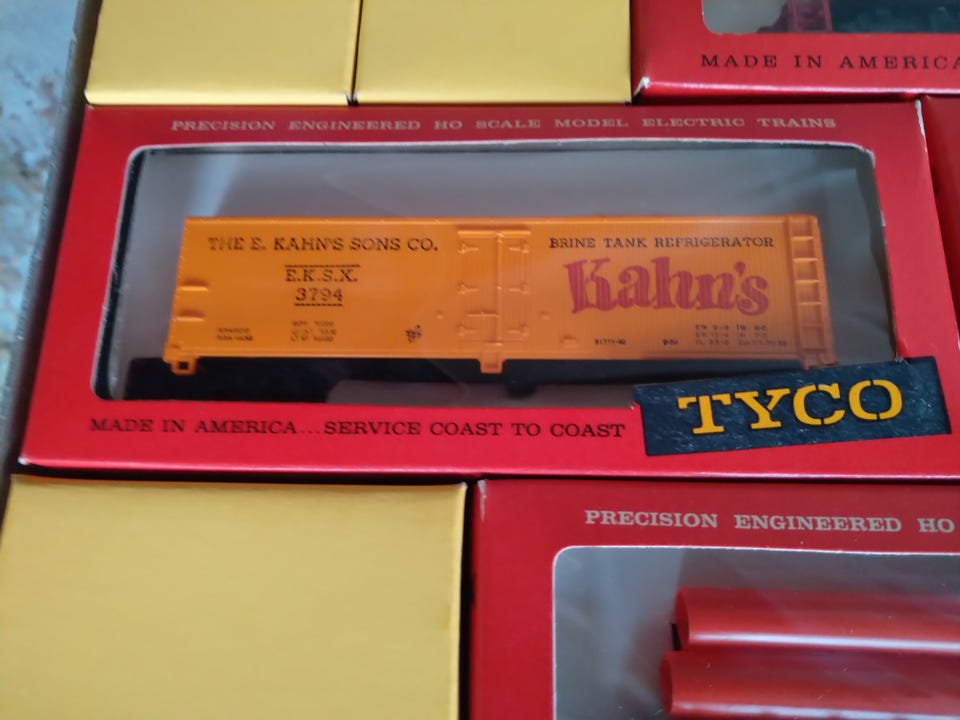 MADE IN AMERICA
PRECISION ENGINEERED HO SCALE MODEL ELECTRIC TRAINS
THE E. KAHN'S SONS CO.
E.K.S.X.
3794
BRINE TANK REFRIGERATOR
Kahn's
MADE IN AMERICA...SERVICE COAST TO COAST
TYCO
PRECISION ENGINEERED HO